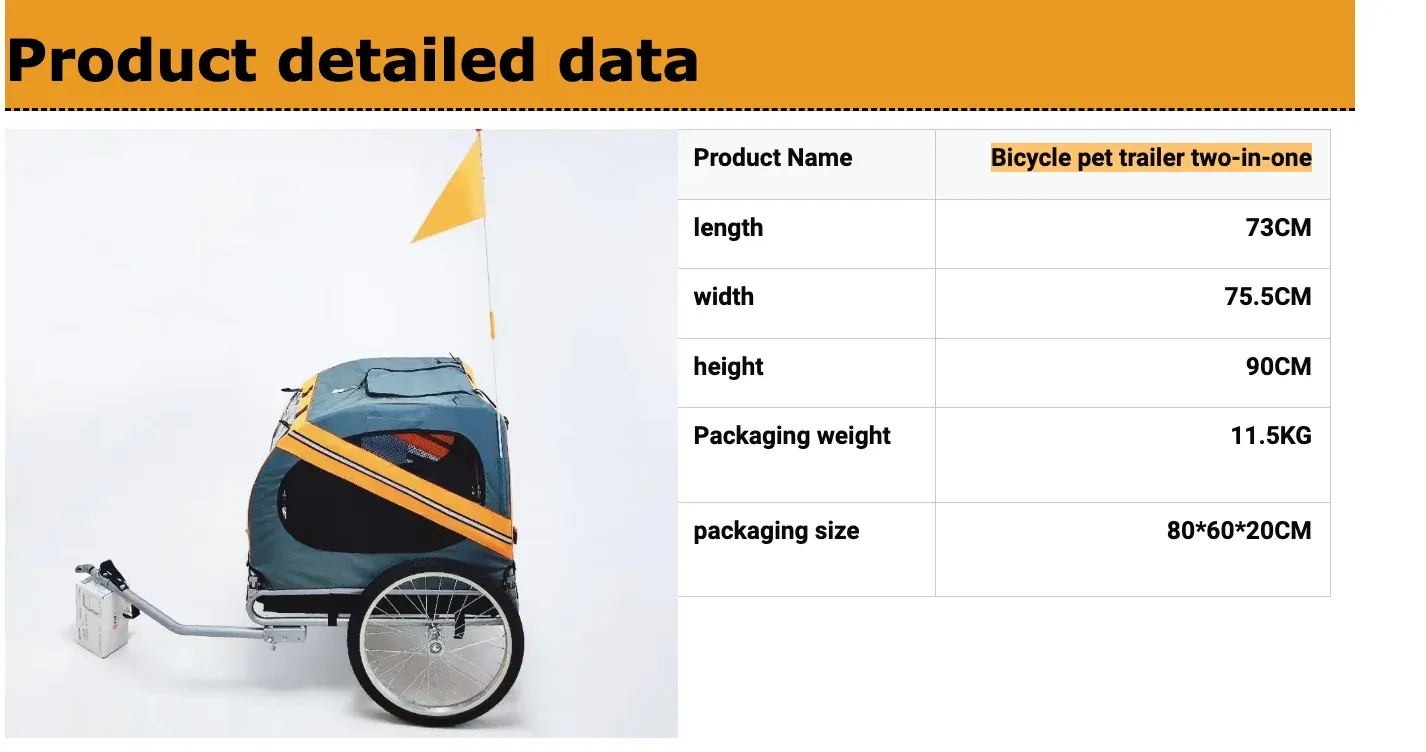 Product detailed data
Product Name
Bicycle pet trailer two-in-one
length
73CM
width
75.5CM
height
90CM
Packaging weight
11.5KG
packaging size
80*60*20CM